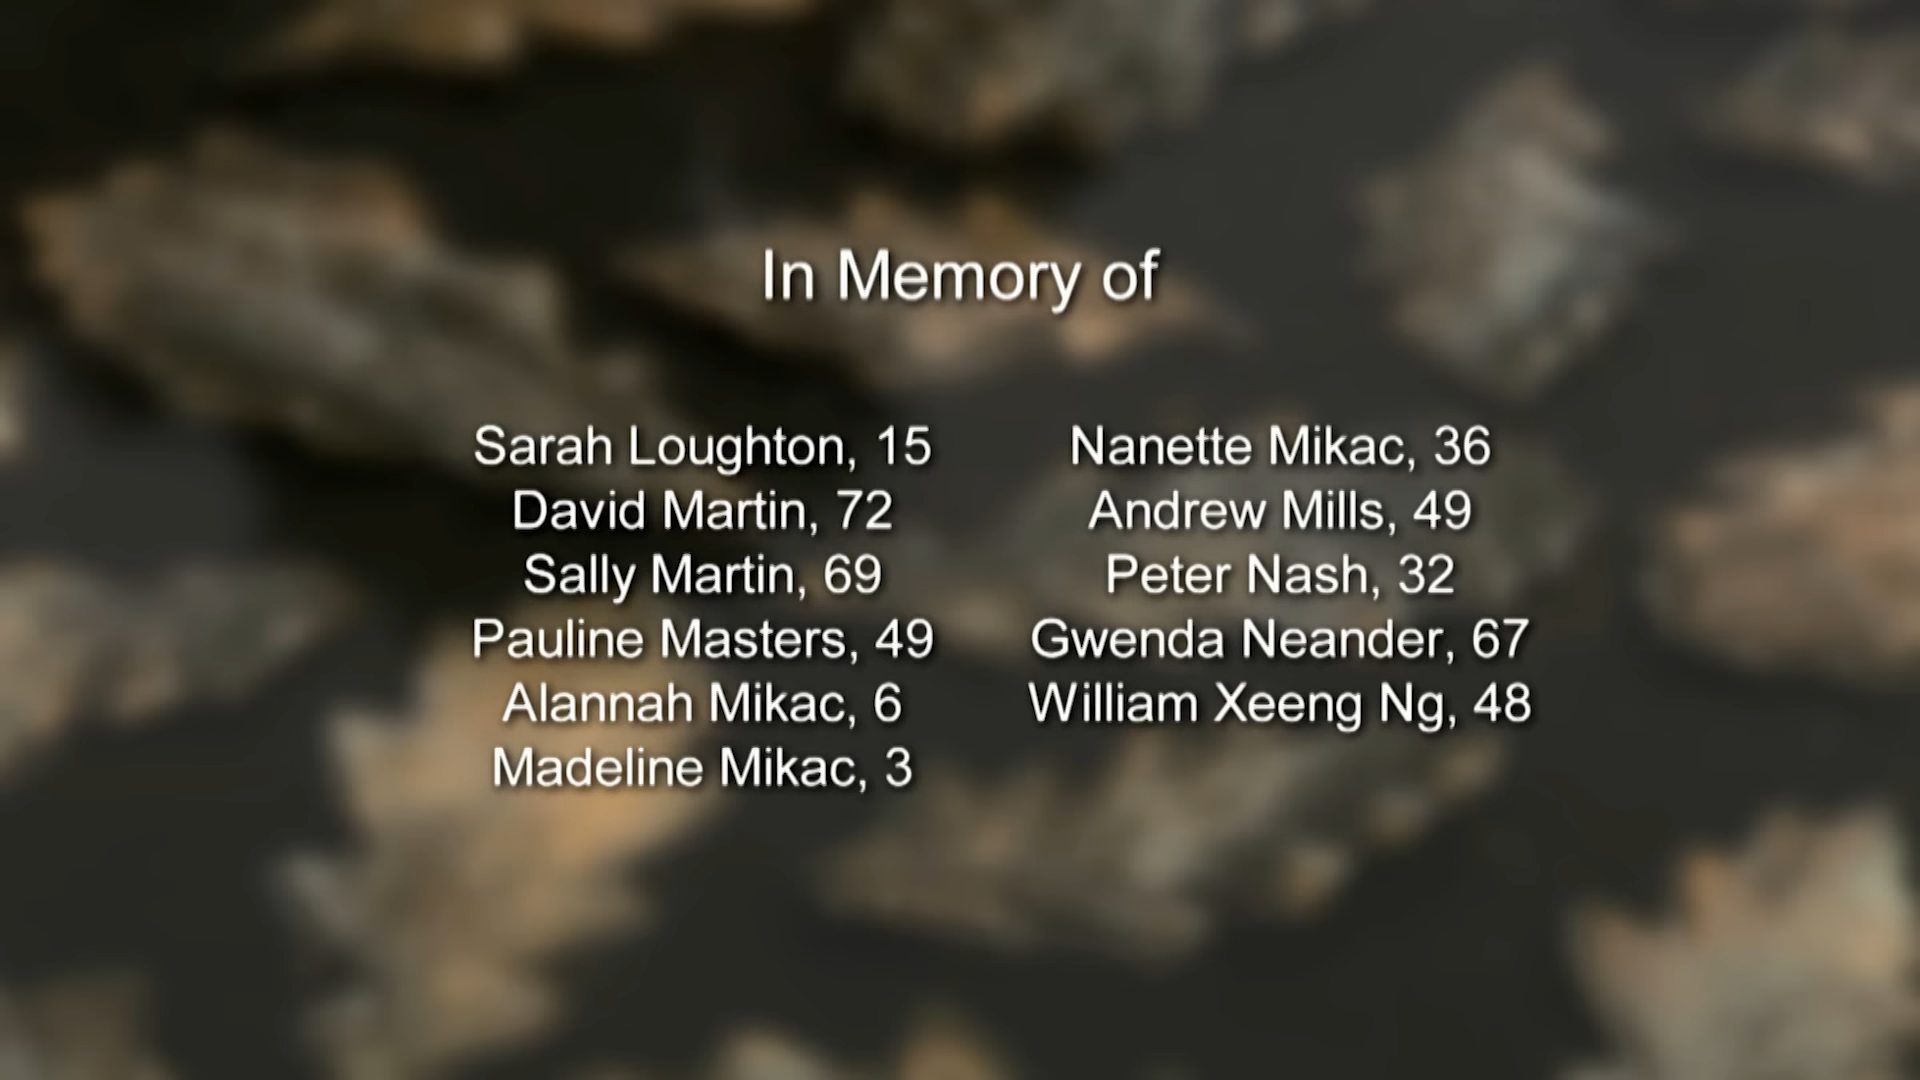 In Memory of
Sarah Loughton, 15
David Martin, 72
Sally Martin, 69
Pauline Masters, 49
Alannah Mikac, 6
Madeline Mikac, 3
Nanette Mikac, 36
Andrew Mills, 49
Peter Nash, 32
Gwenda Neander, 67
William Xeeng Ng, 48